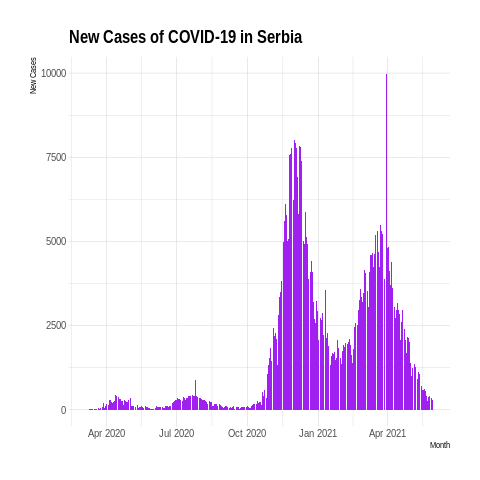 New Cases of COVID-19 in Serbia
New Cases
10000
7500
5000
2500
0
Apr 2020 Jul 2020 Oct 2020 Jan 2021 Apr 2021
Month